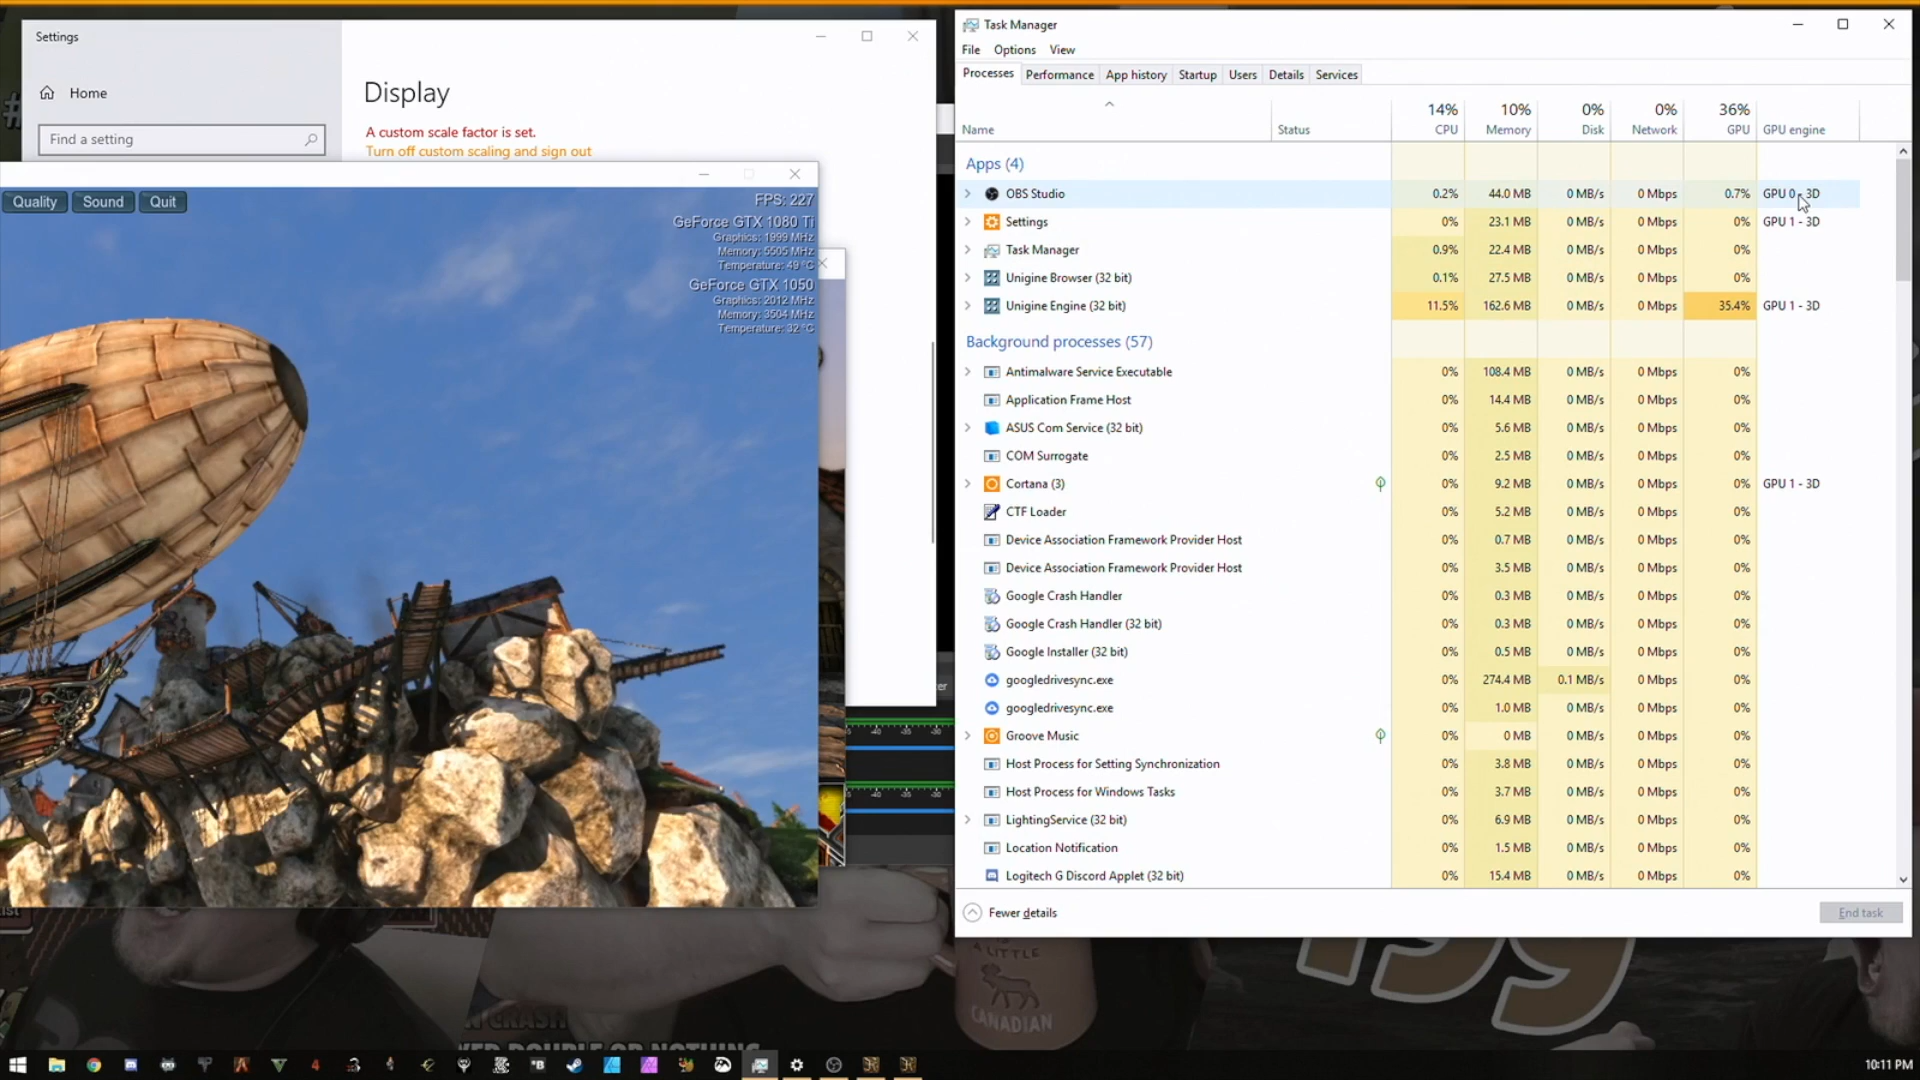 Settings
Home
Find a setting
Display
A custom scale factor is set.
Turn off custom scaling and sign out
Quality Sound Quit
FPS: 227
GeForce GTX 1080 Ti
Graphics: 1999 MHz
Memory: 5505 MHz
Temperature: 49 °C
GeForce GTX 1050
Graphics: 2012 MHz
Memory: 3504 MHz
Temperature: 32 °C
Task Manager
File Options View
Processes Performance App history Startup Users Details Services
14% 10% 0% 0% 36%
Name Status CPU Memory Disk Network GPU GPU engine
Apps (4)
OBS Studio 0.2% 44.0 MB 0 MB/s 0 Mbps 0.7% GPU 0 - 3D
Settings 0% 23.1 MB 0 MB/s 0 Mbps 0% GPU 1 - 3D
Task Manager 0.9% 22.4 MB 0 MB/s 0 Mbps 0%
Unigine Browser (32 bit) 0.1% 27.5 MB 0 MB/s 0 Mbps 0%
Unigine Engine (32 bit) 11.5% 162.6 MB 0 MB/s 0 Mbps 35.4% GPU 1 - 3D
Background processes (57)
Antimalware Service Executable 0% 108.4 MB 0 MB/s 0 Mbps 0%
Application Frame Host 0% 14.4 MB 0 MB/s 0 Mbps 0%
ASUS Com Service (32 bit) 0% 5.6 MB 0 MB/s 0 Mbps 0%
COM Surrogate 0% 2.5 MB 0 MB/s 0 Mbps 0%
Cortana (3) 0% 9.2 MB 0 MB/s 0 Mbps 0% GPU 1 - 3D
CTF Loader 0% 5.2 MB 0 MB/s 0 Mbps 0%
Device Association Framework Provider Host 0% 0.7 MB 0 MB/s 0 Mbps 0%
Device Association Framework Provider Host 0% 3.5 MB 0 MB/s 0 Mbps 0%
Google Crash Handler 0% 0.3 MB 0 MB/s 0 Mbps 0%
Google Crash Handler (32 bit) 0% 0.3 MB 0 MB/s 0 Mbps 0%
Google Installer (32 bit) 0% 0.5 MB 0 MB/s 0 Mbps 0%
googledrivesync.exe 0% 274.4 MB 0.1 MB/s 0 Mbps 0%
googledrivesync.exe 0% 1.0 MB 0 MB/s 0 Mbps 0%
Groove Music 0% 0 MB 0 MB/s 0 Mbps 0%
Host Process for Setting Synchronization 0% 3.8 MB 0 MB/s 0 Mbps 0%
Host Process for Windows Tasks 0% 3.7 MB 0 MB/s 0 Mbps 0%
LightingService (32 bit) 0% 6.9 MB 0 MB/s 0 Mbps 0%
Location Notification 0% 1.5 MB 0 MB/s 0 Mbps 0%
Logitech G Discord Applet (32 bit) 0% 15.4 MB 0 MB/s 0 Mbps 0%
Fewer details End task
-40 -35 -30
-40 -35 -30
A LITTLE
CANADIAN
CRASH
DOUBLE OR NOTHING
10:11 PM